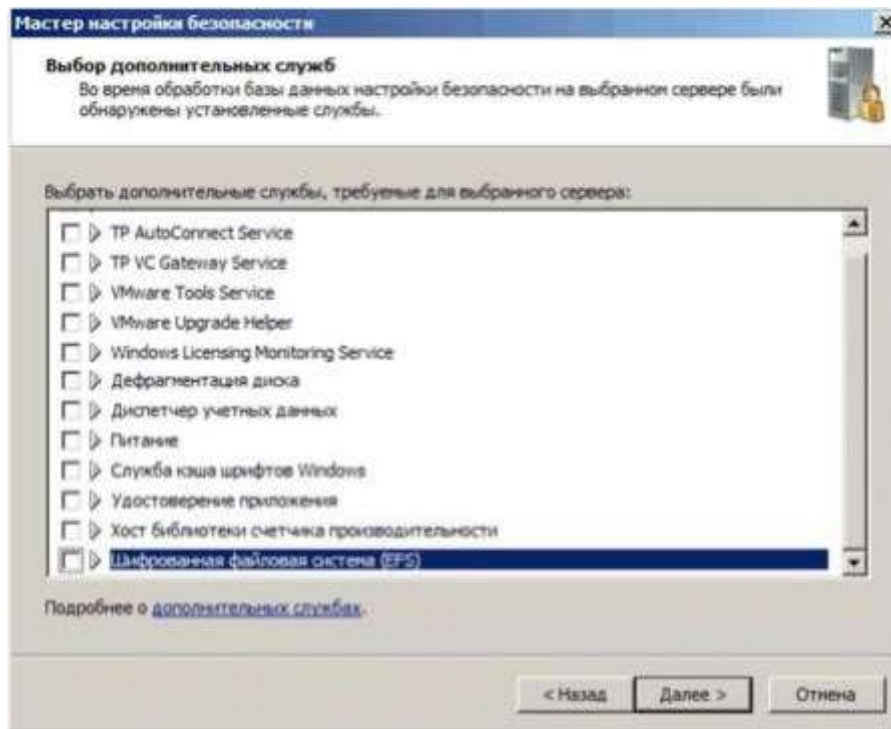 Мастер настройки безопасности
Выбор дополнительных служб
Во время обработки базы данных настройки безопасности на выбранном сервере были
обнаружены установленные службы.
Выбрать дополнительные службы, требуемые для выбранного сервера:
TP AutoConnect Service
TP VC Gateway Service
VMware Tools Service
VMware Upgrade Helper
Windows Licensing Monitoring Service
Дефрагментация диска
Диспетчер учетных данных
Питание
Служба кэша шрифтов Windows
Удостоверение приложения
Хост библиотеки счетчика производительности
Шифрованная файловая система (EFS)
Подробнее о дополнительных службах.
< Назад Далее > Отмена